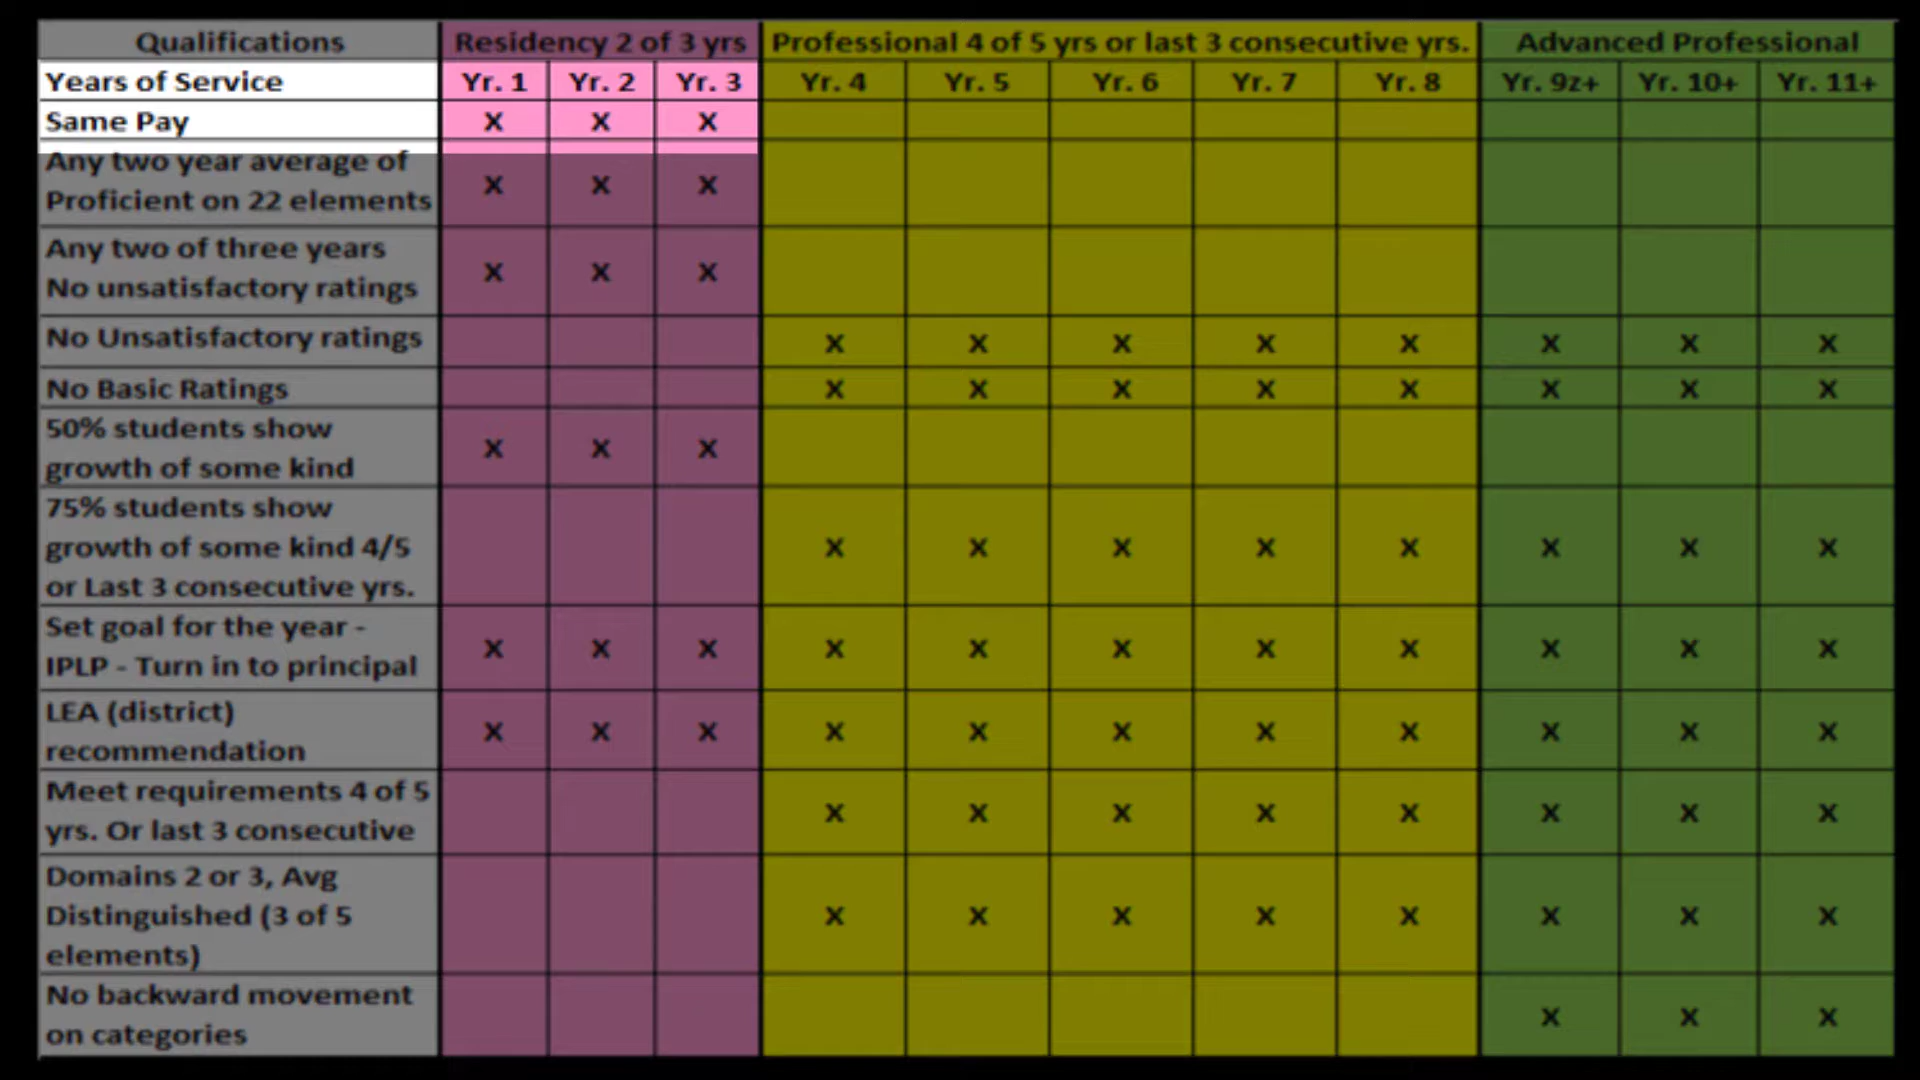 Qualifications Residency 2 of 3 yrs Professional 4 of 5 yrs or last 3 consecutive yrs. Advanced Professional
Years of Service Yr. 1 Yr. 2 Yr. 3 Yr. 4 Yr. 5 Yr. 6 Yr. 7 Yr. 8 Yr. 9z+ Yr. 10+ Yr. 11+
Same Pay X X X
Any two year average of
Proficient on 22 elements X X X
Any two of three years
No unsatisfactory ratings X X X
No Unsatisfactory ratings X X X X X X X X
No Basic Ratings X X X X X X X X
50% students show
growth of some kind X X X
75% students show
growth of some kind 4/5 X X X X X X X X
or Last 3 consecutive yrs.
Set goal for the year -
IPLP - Turn in to principal X X X X X X X X X X X
LEA (district)
recommendation X X X X X X X X X X X
Meet requirements 4 of 5
yrs. Or last 3 consecutive X X X X X X X X
Domains 2 or 3, Avg
Distinguished (3 of 5 X X X X X X X X
elements)
No backward movement
on categories X X X